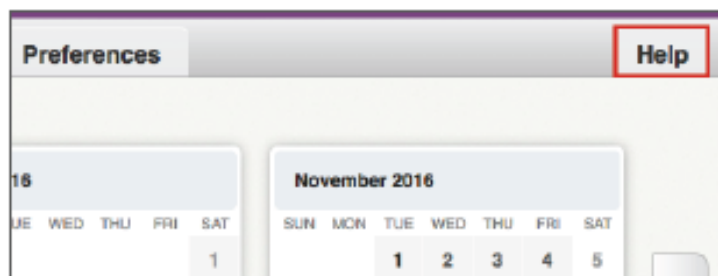 Preferences Help
16 November 2016
UE WED THU FRI SAT SUN MON TUE WED THU FRI SAT
1 1 2 3 4 5